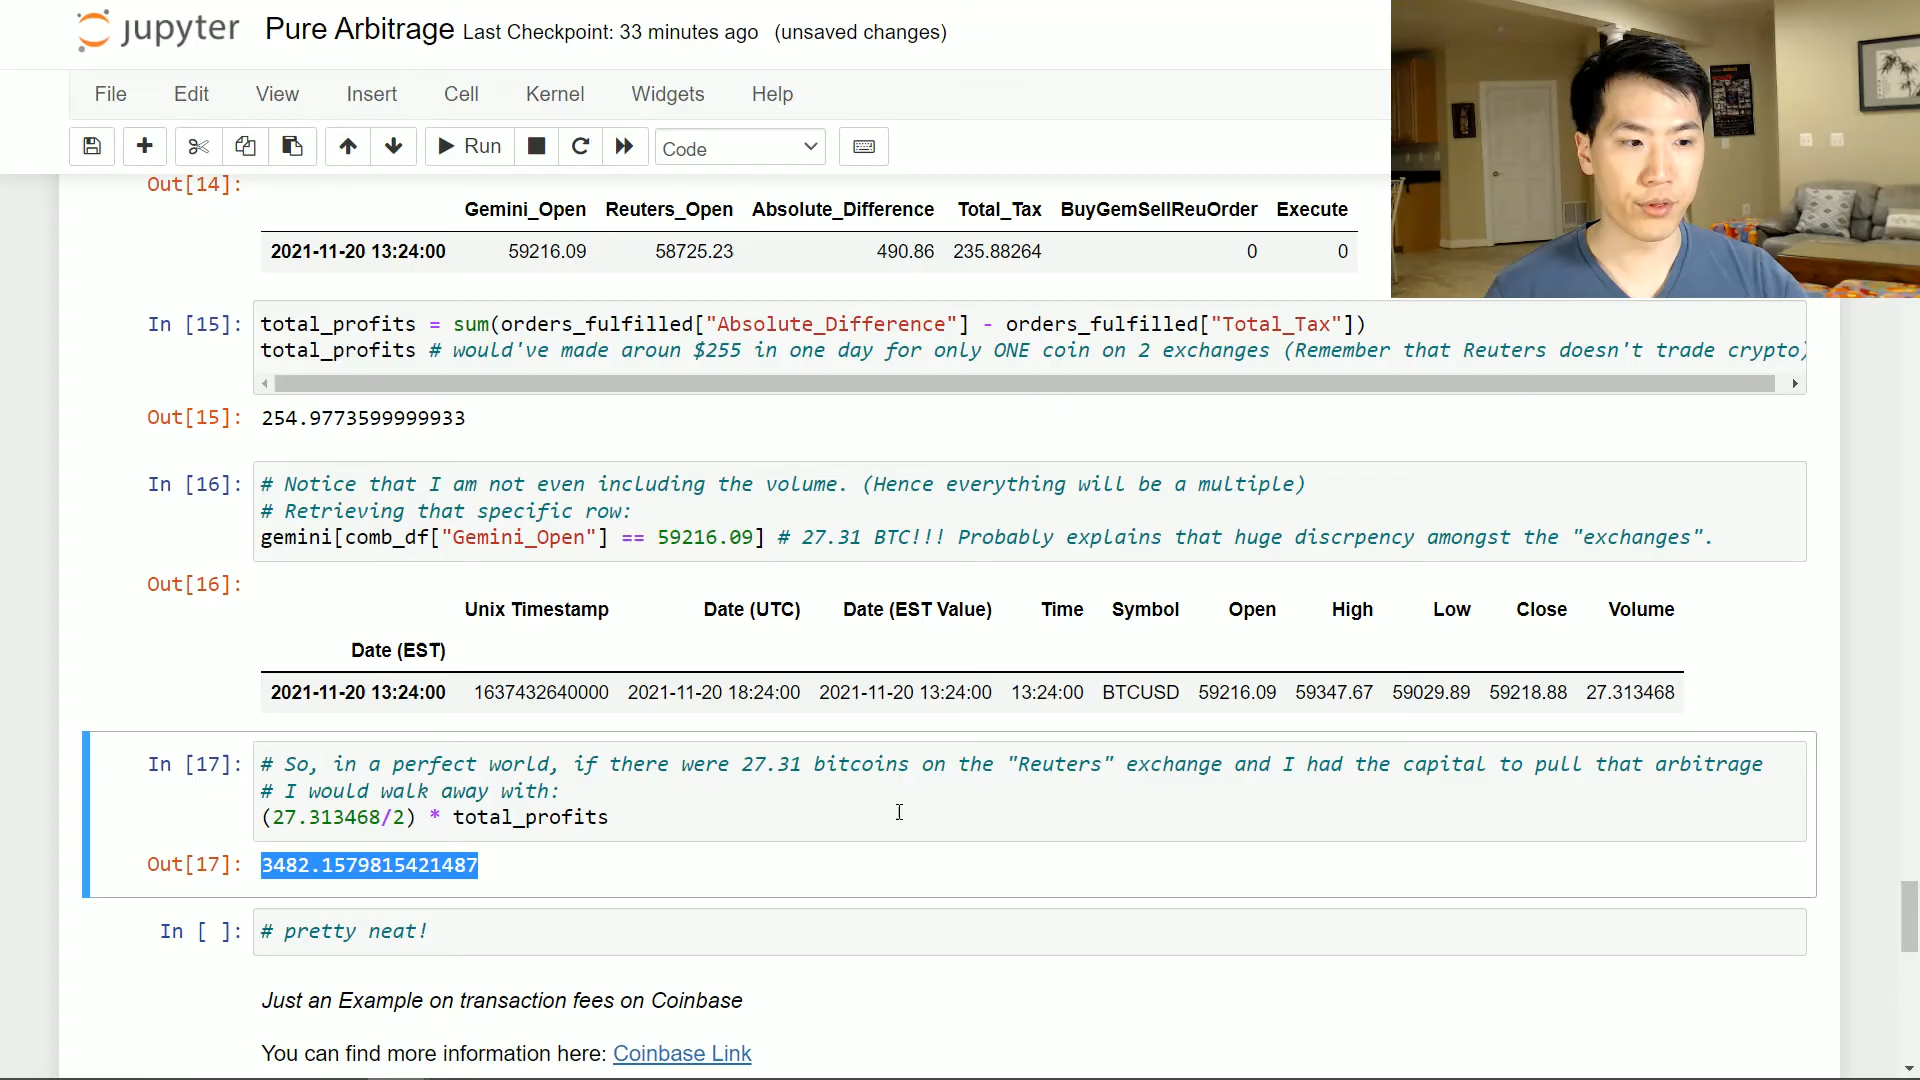 jupyter Pure Arbitrage Last Checkpoint: 33 minutes ago (unsaved changes)
File Edit View Insert Cell Kernel Widgets Help
Run Code
Out[14]:
Gemini_Open Reuters_Open Absolute_Difference Total_Tax BuyGemSellReuOrder Execute
2021-11-20 13:24:00 59216.09 58725.23 490.86 235.88264 0 0
In [15]: total_profits = sum(orders_fulfilled["Absolute_Difference"] - orders_fulfilled["Total_Tax"])
total_profits # would've made aroun $255 in one day for only ONE coin on 2 exchanges (Remember that Reuters doesn't trade crypto)
Out[15]: 254.9773599999933
In [16]: # Notice that I am not even including the volume. (Hence everything will be a multiple)
# Retrieving that specific row:
gemini[comb_df["Gemini_Open"] == 59216.09] # 27.31 BTC!!! Probably explains that huge discrpency amongst the "exchanges".
Out[16]:
Unix Timestamp Date (UTC) Date (EST Value) Time Symbol Open High Low Close Volume
Date (EST)
2021-11-20 13:24:00 1637432640000 2021-11-20 18:24:00 2021-11-20 13:24:00 13:24:00 BTCUSD 59216.09 59347.67 59029.89 59218.88 27.313468
In [17]: # So, in a perfect world, if there were 27.31 bitcoins on the "Reuters" exchange and I had the capital to pull that arbitrage
# I would walk away with:
(27.313468/2) * total_profits
Out[17]: 3482.1579815421487
In [ ]: # pretty neat!
Just an Example on transaction fees on Coinbase
You can find more information here: Coinbase Link